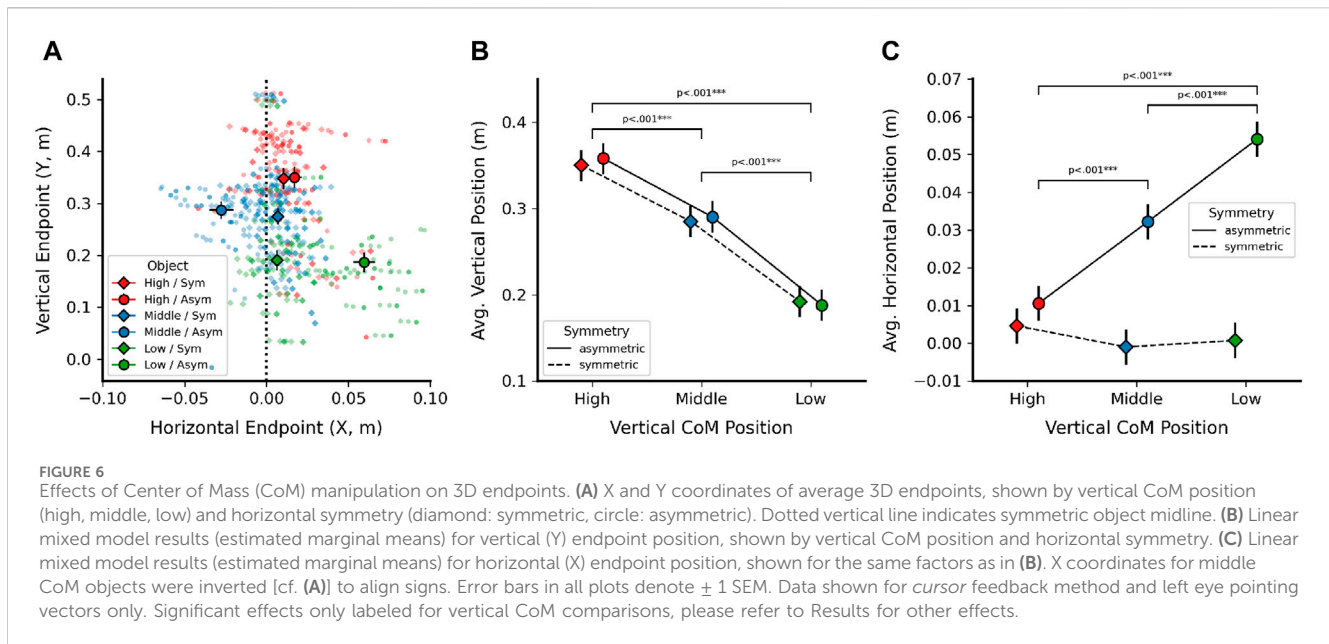 A
B
C
Vertical Endpoint (Y, m)
0.5
0.4
0.3
0.2
0.1
0.0
Object
High / Sym
High / Asym
Middle / Sym
Middle / Asym
Low / Sym
Low / Asym
−0.10
−0.05
0.00
0.05
0.10
Horizontal Endpoint (X, m)
Avg. Vertical Position (m)
0.4
0.3
0.2
0.1
p<.001***
p<.001***
p<.001***
Symmetry
asymmetric
symmetric
High
Middle
Low
Vertical CoM Position
Avg. Horizontal Position (m)
0.07
0.06
0.05
0.04
0.03
0.02
0.01
0.00
−0.01
p<.001***
p<.001***
p<.001***
Symmetry
asymmetric
symmetric
High
Middle
Low
Vertical CoM Position
FIGURE 6
Effects of Center of Mass (CoM) manipulation on 3D endpoints. (A) X and Y coordinates of average 3D endpoints, shown by vertical CoM position
(high, middle, low) and horizontal symmetry (diamond: symmetric, circle: asymmetric). Dotted vertical line indicates symmetric object midline. (B) Linear
mixed model results (estimated marginal means) for vertical (Y) endpoint position, shown by vertical CoM position and horizontal symmetry. (C) Linear
mixed model results (estimated marginal means) for horizontal (X) endpoint position, shown for the same factors as in (B). X coordinates for middle
CoM objects were inverted [cf. (A)] to align signs. Error bars in all plots denote ± 1 SEM. Data shown for cursor feedback method and left eye pointing
vectors only. Significant effects only labeled for vertical CoM comparisons, please refer to Results for other effects.